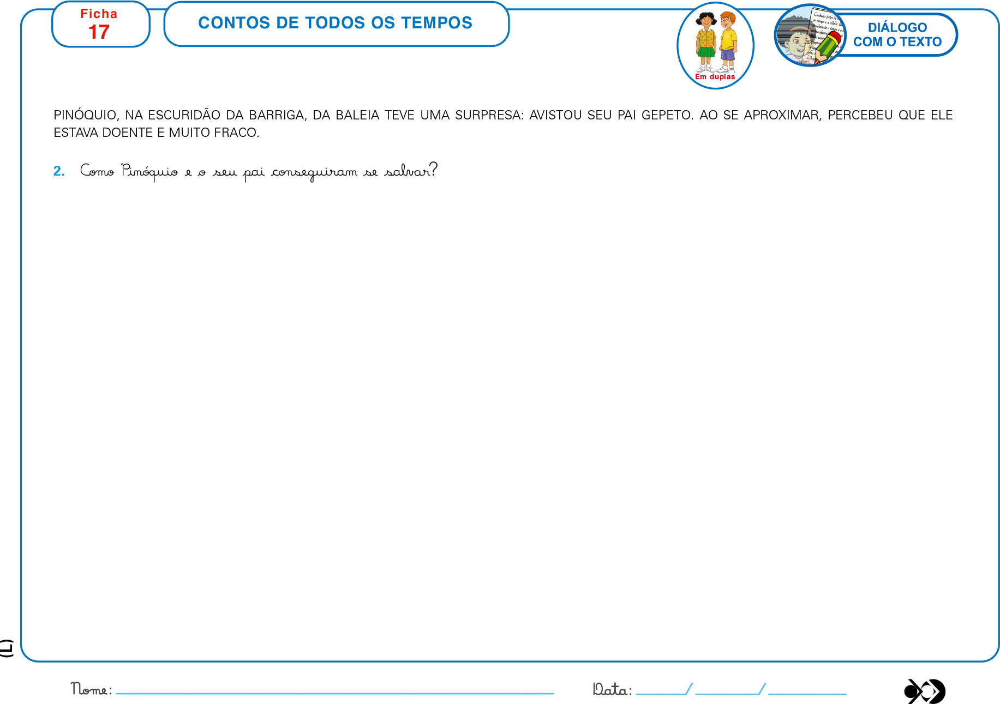 Ficha
17
CONTOS DE TODOS OS TEMPOS
Em duplas
DIÁLOGO
COM O TEXTO
PINÓQUIO, NA ESCURIDÃO DA BARRIGA, DA BALEIA TEVE UMA SURPRESA: AVISTOU SEU PAI GEPETO. AO SE APROXIMAR, PERCEBEU QUE ELE
ESTAVA DOENTE E MUITO FRACO.
2. Como Pinóquio e o seu pai conseguiram se salvar?
(L)
Nome:
Data: / /